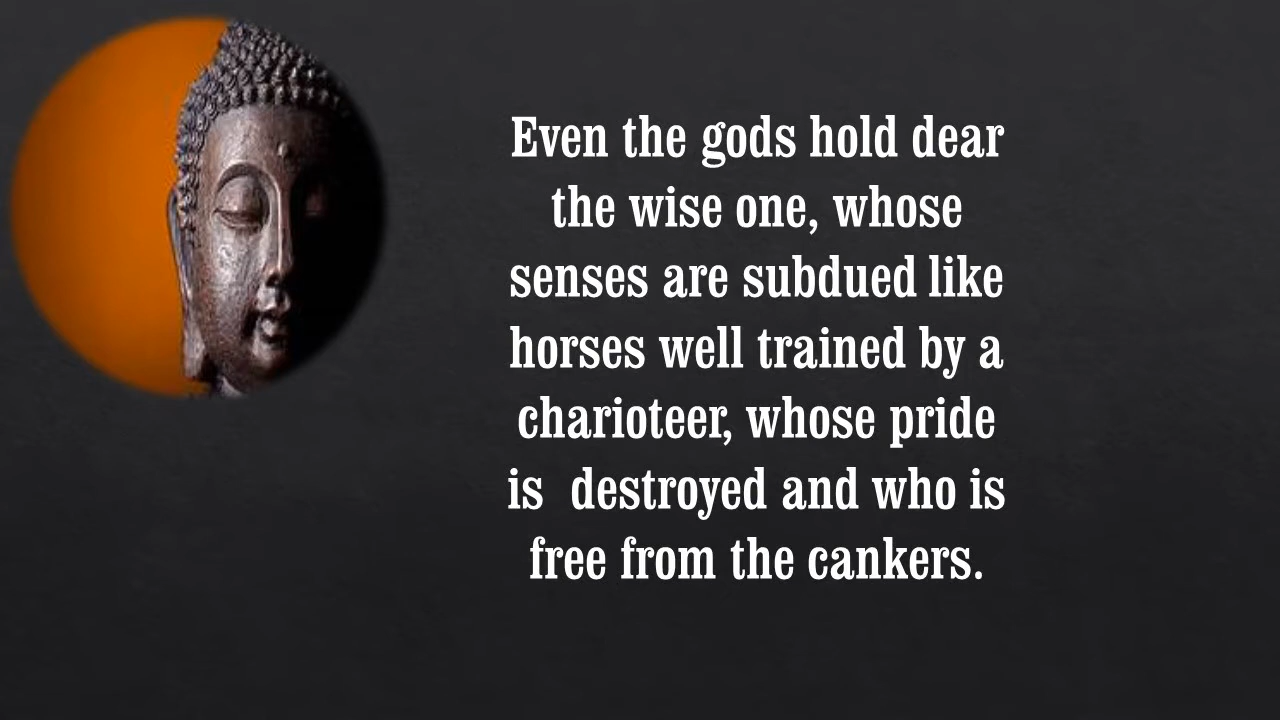 Even the gods hold dear
the wise one, whose
senses are subdued like
horses well trained by a
charioteer, whose pride
is  destroyed and who is
free from the cankers.